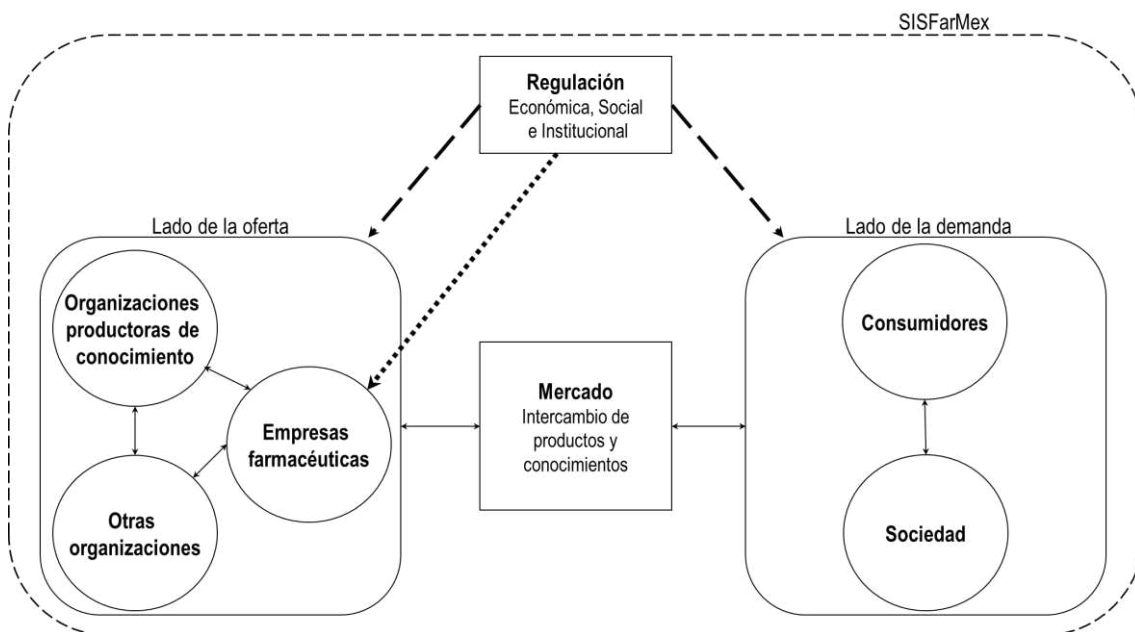 SISFarMex
Regulación
Económica, Social
e Institucional
Lado de la oferta
Lado de la demanda
Organizaciones
productoras de
conocimiento
Empresas
farmacéuticas
Otras
organizaciones
Mercado
Intercambio de
productos y
conocimientos
Consumidores
Sociedad